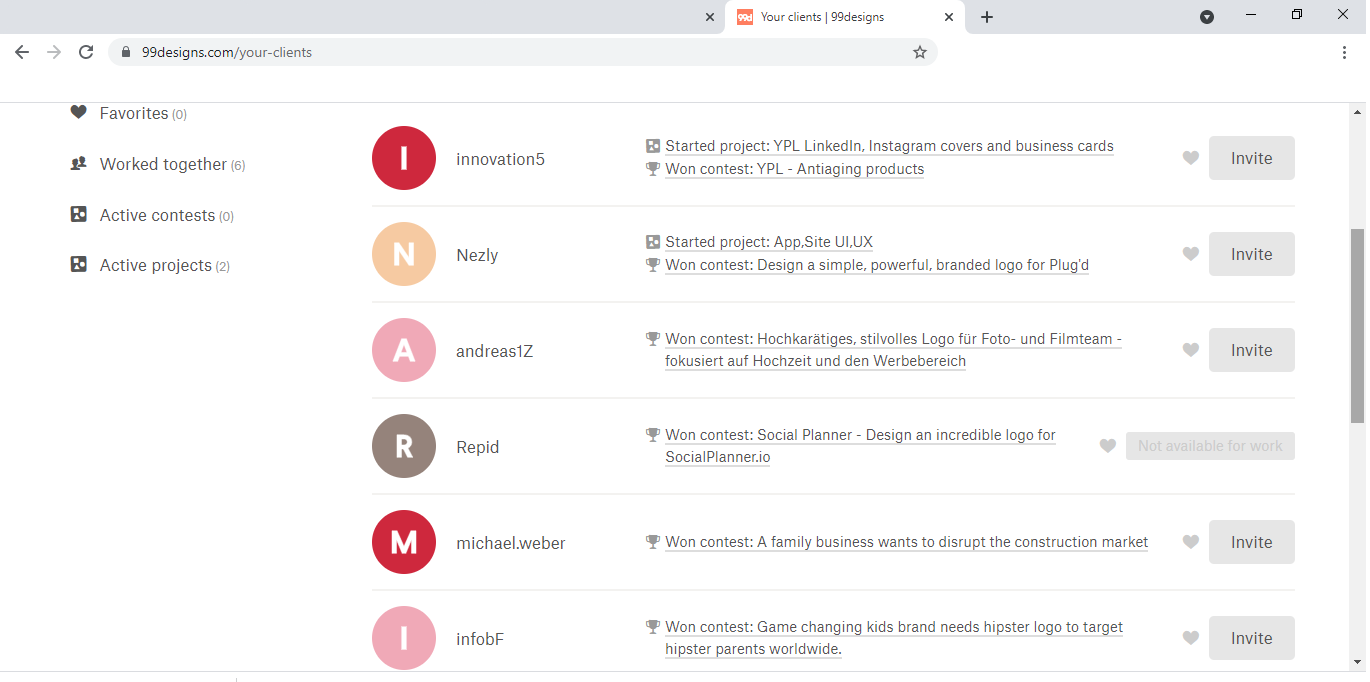 99d Your clients | 99designs
99designs.com/your-clients
Favorites (0)
Worked together (6)
Active contests (0)
Active projects (2)
I innovation5
Started project: YPL LinkedIn, Instagram covers and business cards
Won contest: YPL - Antiaging products
Invite
N Nezly
Started project: App,Site UI,UX
Won contest: Design a simple, powerful, branded logo for Plug'd
Invite
A andreas1Z
Won contest: Hochkarätiges, stilvolles Logo für Foto- und Filmteam -
fokusiert auf Hochzeit und den Werbebereich
Invite
R Repid
Won contest: Social Planner - Design an incredible logo for
SocialPlanner.io
Not available for work
M michael.weber
Won contest: A family business wants to disrupt the construction market
Invite
I infobF
Won contest: Game changing kids brand needs hipster logo to target
hipster parents worldwide.
Invite